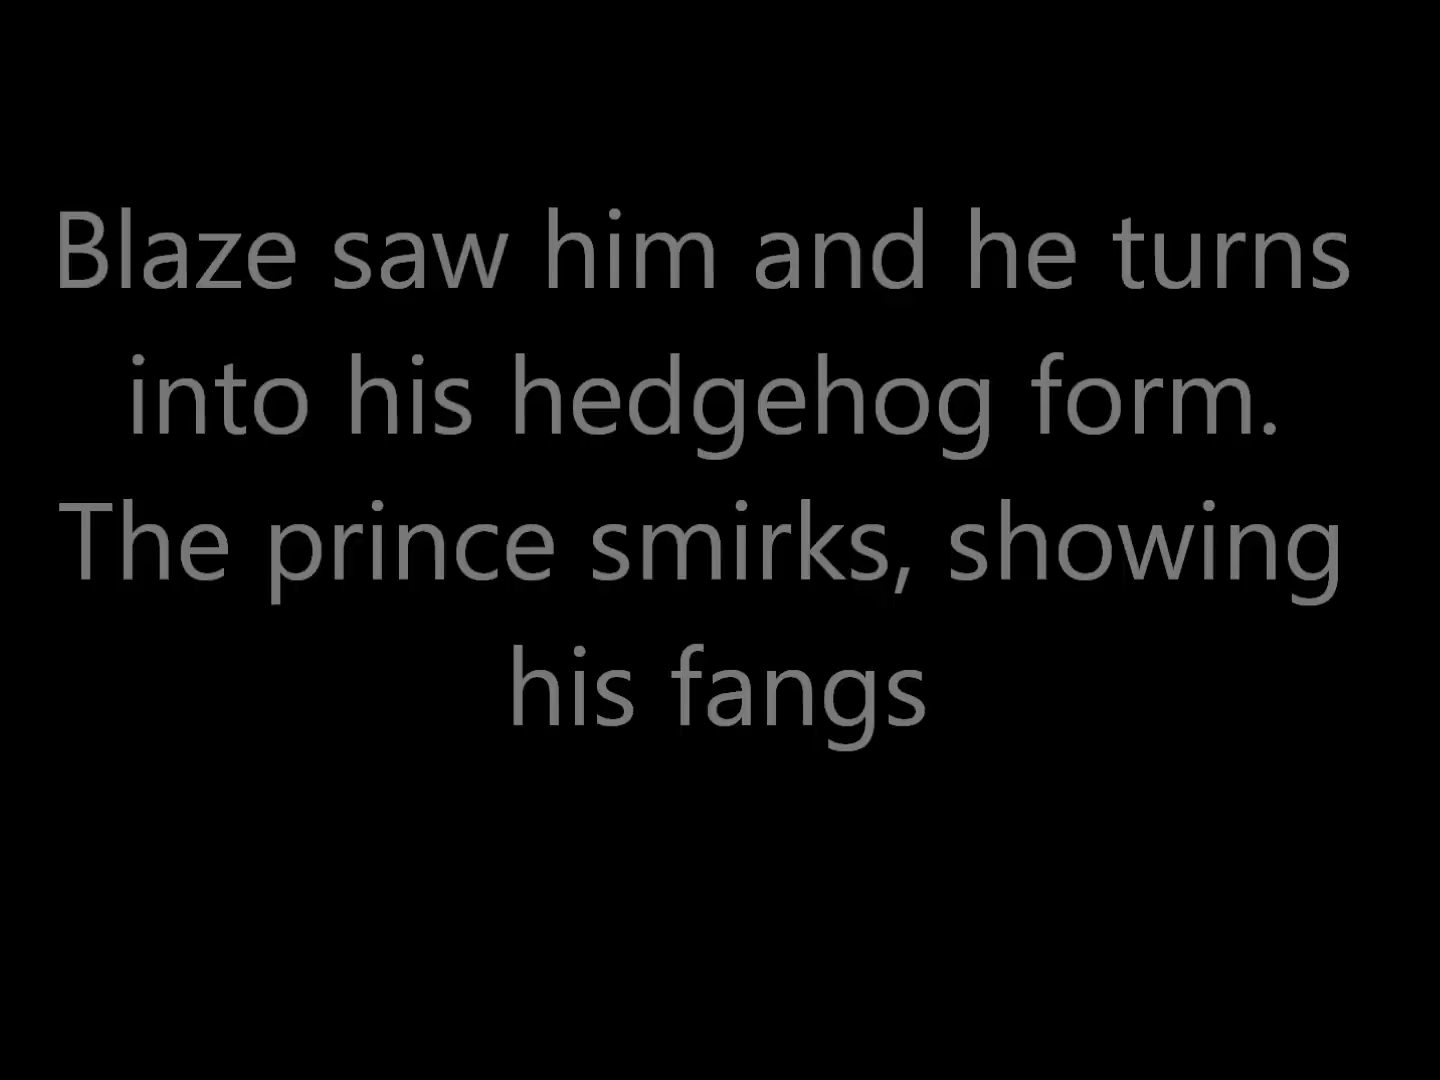 Blaze saw him and he turns
into his hedgehog form.
The prince smirks, showing
his fangs